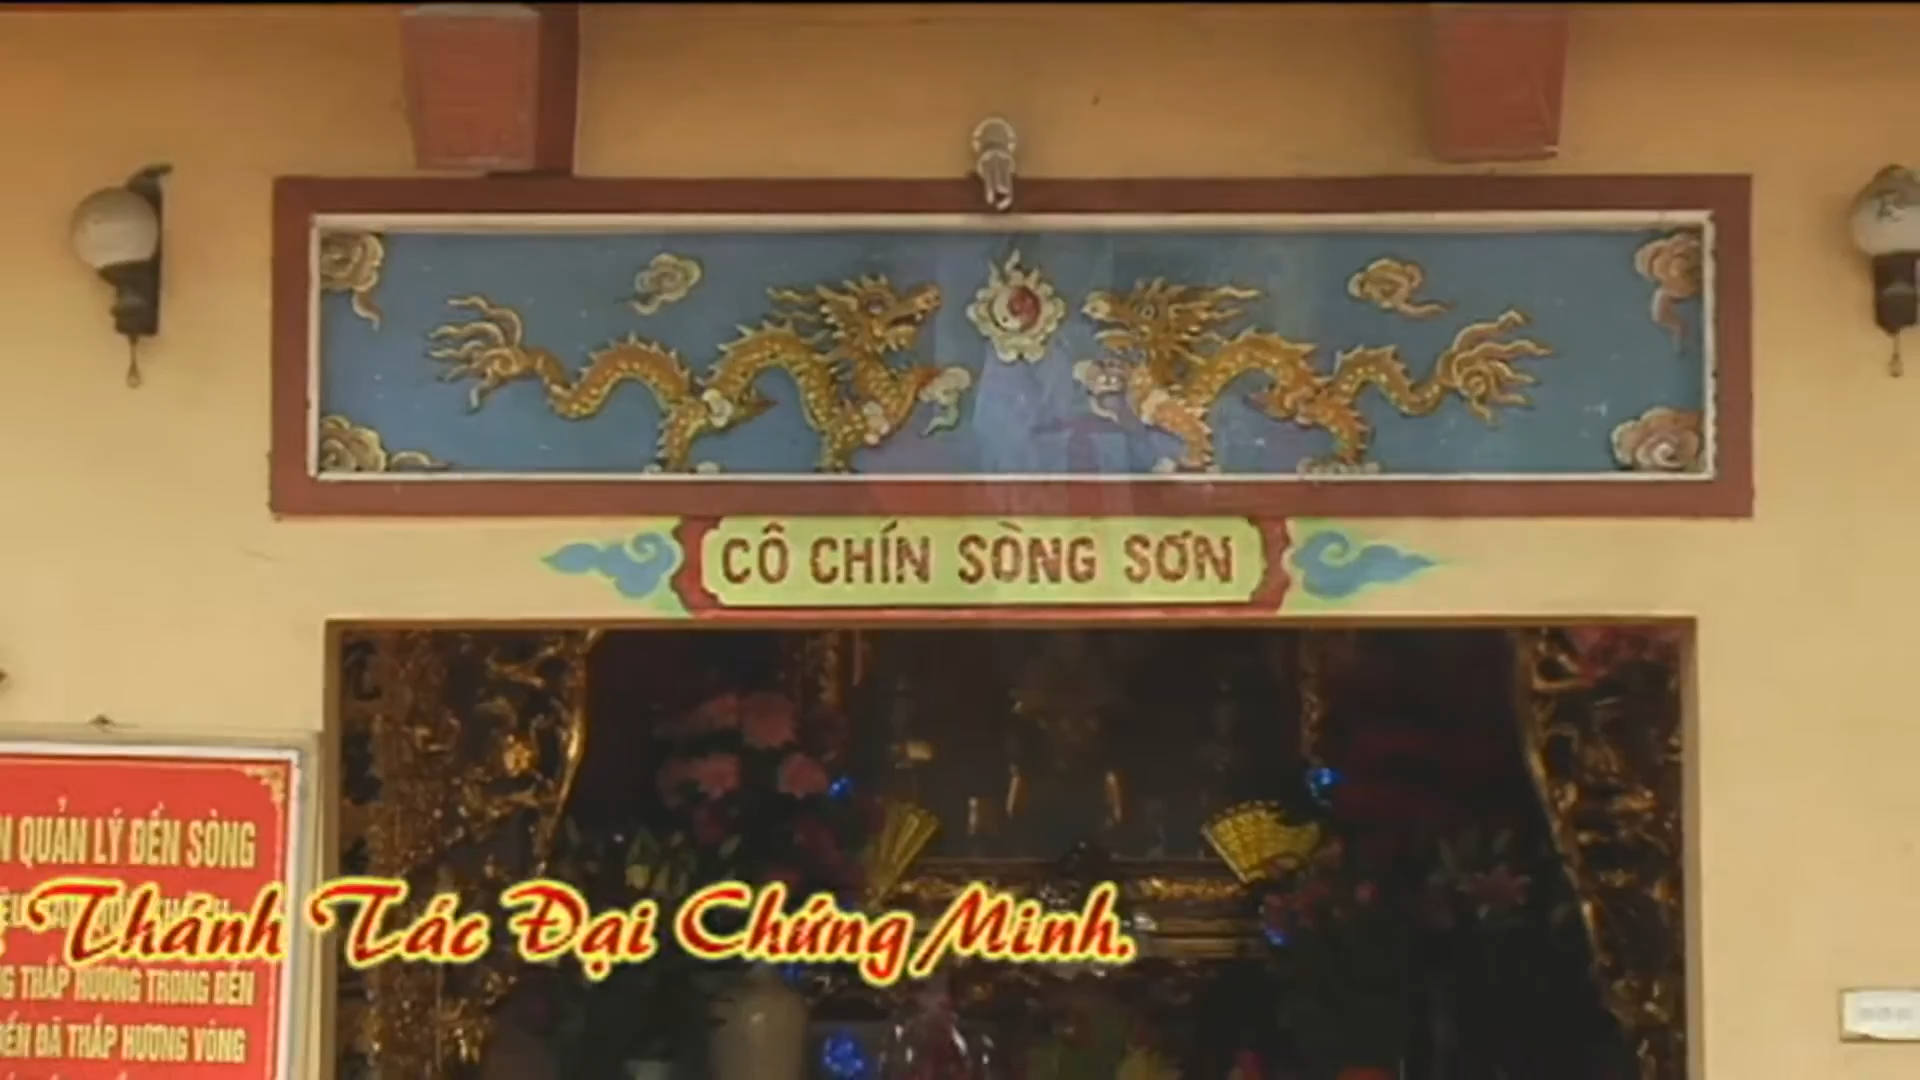 CÔ CHÍN SÒNG SƠN
QUẢN LÝ ĐỀN SÒNG
Thánh Tác Đại Chứng Minh.
THẮP HƯƠNG TRONG ĐỀN
ĐÃ THẮP HƯƠNG VÒNG